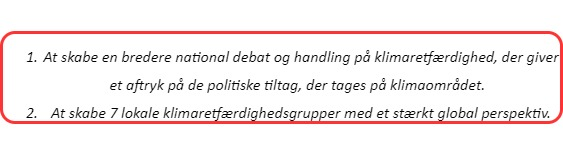 1. At skabe en bredere national debat og handling på klimaretfærdighed, der giver
et aftryk på de politiske tiltag, der tages på klimaområdet.
2. At skabe 7 lokale klimaretfærdighedsgrupper med et stærkt global perspektiv.